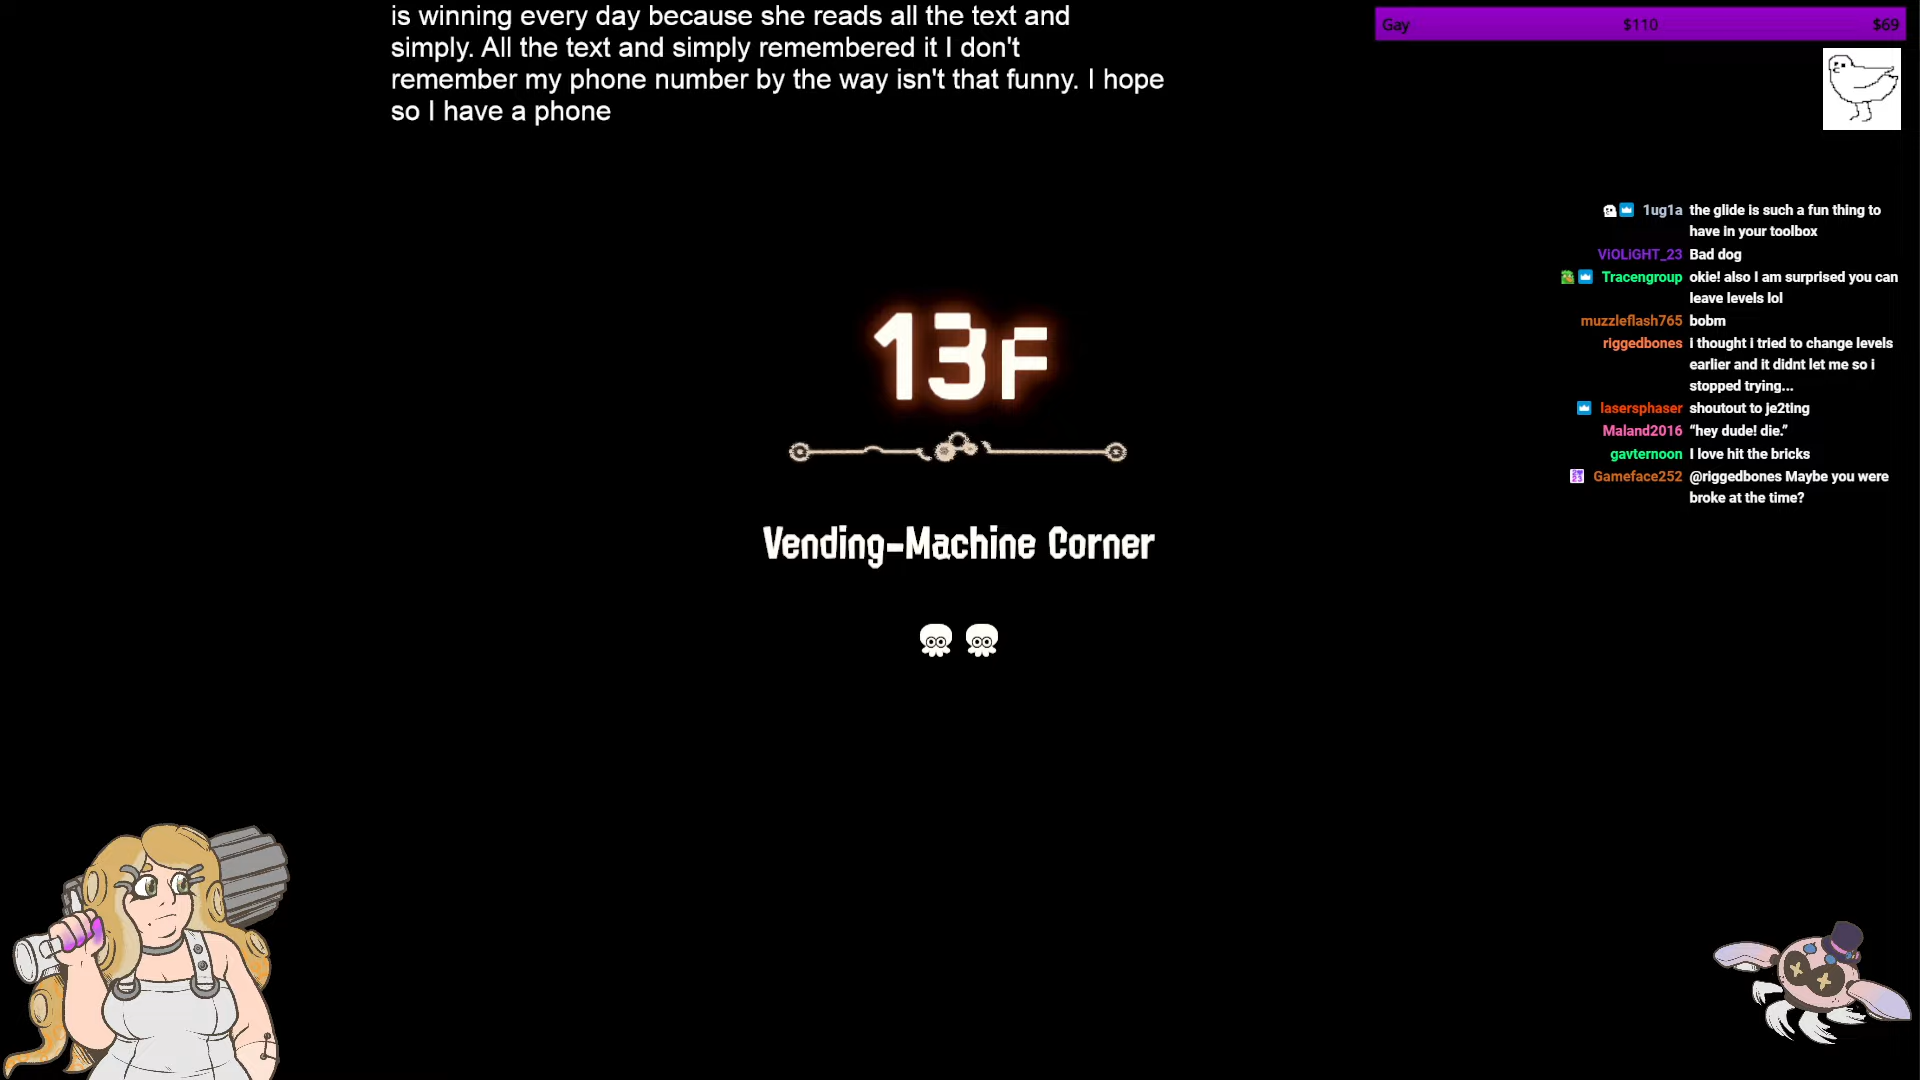 is winning every day because she reads all the text and
simply. All the text and simply remembered it I don't
remember my phone number by the way isn't that funny. I hope
so I have a phone
Gay $110 $69
1ug1a the glide is such a fun thing to
have in your toolbox
ViOLiGHT_23 Bad dog
Tracengroup okie! also I am surprised you can
leave levels lol
muzzleflash765 bobm
riggedbones i thought i tried to change levels
earlier and it didnt let me so i
stopped trying...
lasersphaser shoutout to je2ting
Maland2016 “hey dude! die.”
gavternoon I love hit the bricks
Gameface252 @riggedbones Maybe you were
broke at the time?
13F
Vending-Machine Corner